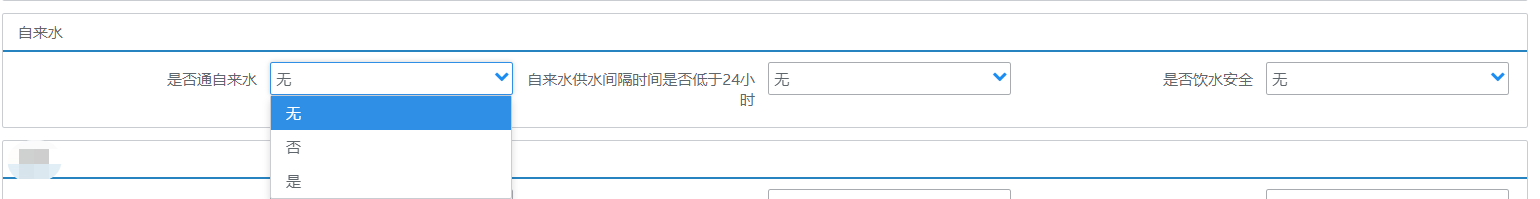 自来水
是否通自来水
无
自来水供水间隔时间是否低于24小
时
无
是否饮水安全
无
无
否
是